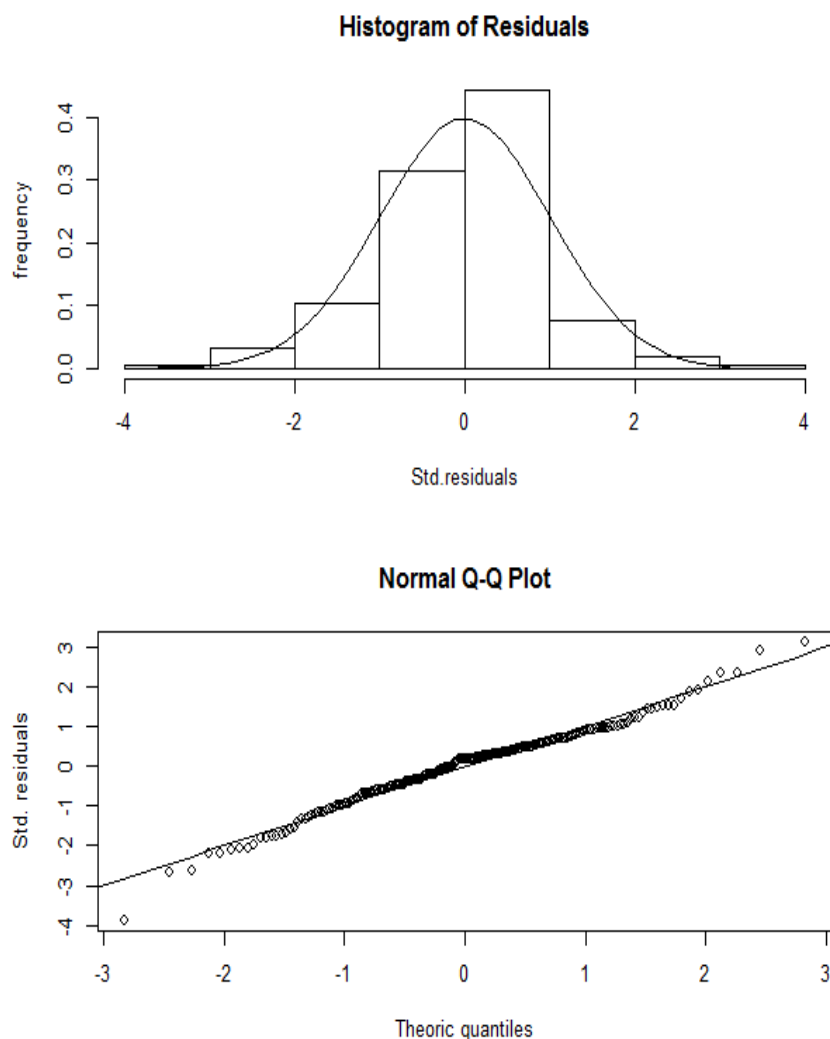 Histogram of Residuals
frequency
0.4
0.3
0.2
0.1
0.0
-4 -2 0 2 4
Std.residuals
Normal Q-Q Plot
Std. residuals
3
2
1
0
-1
-2
-3
-4
-3 -2 -1 0 1 2 3
Theoric quantiles